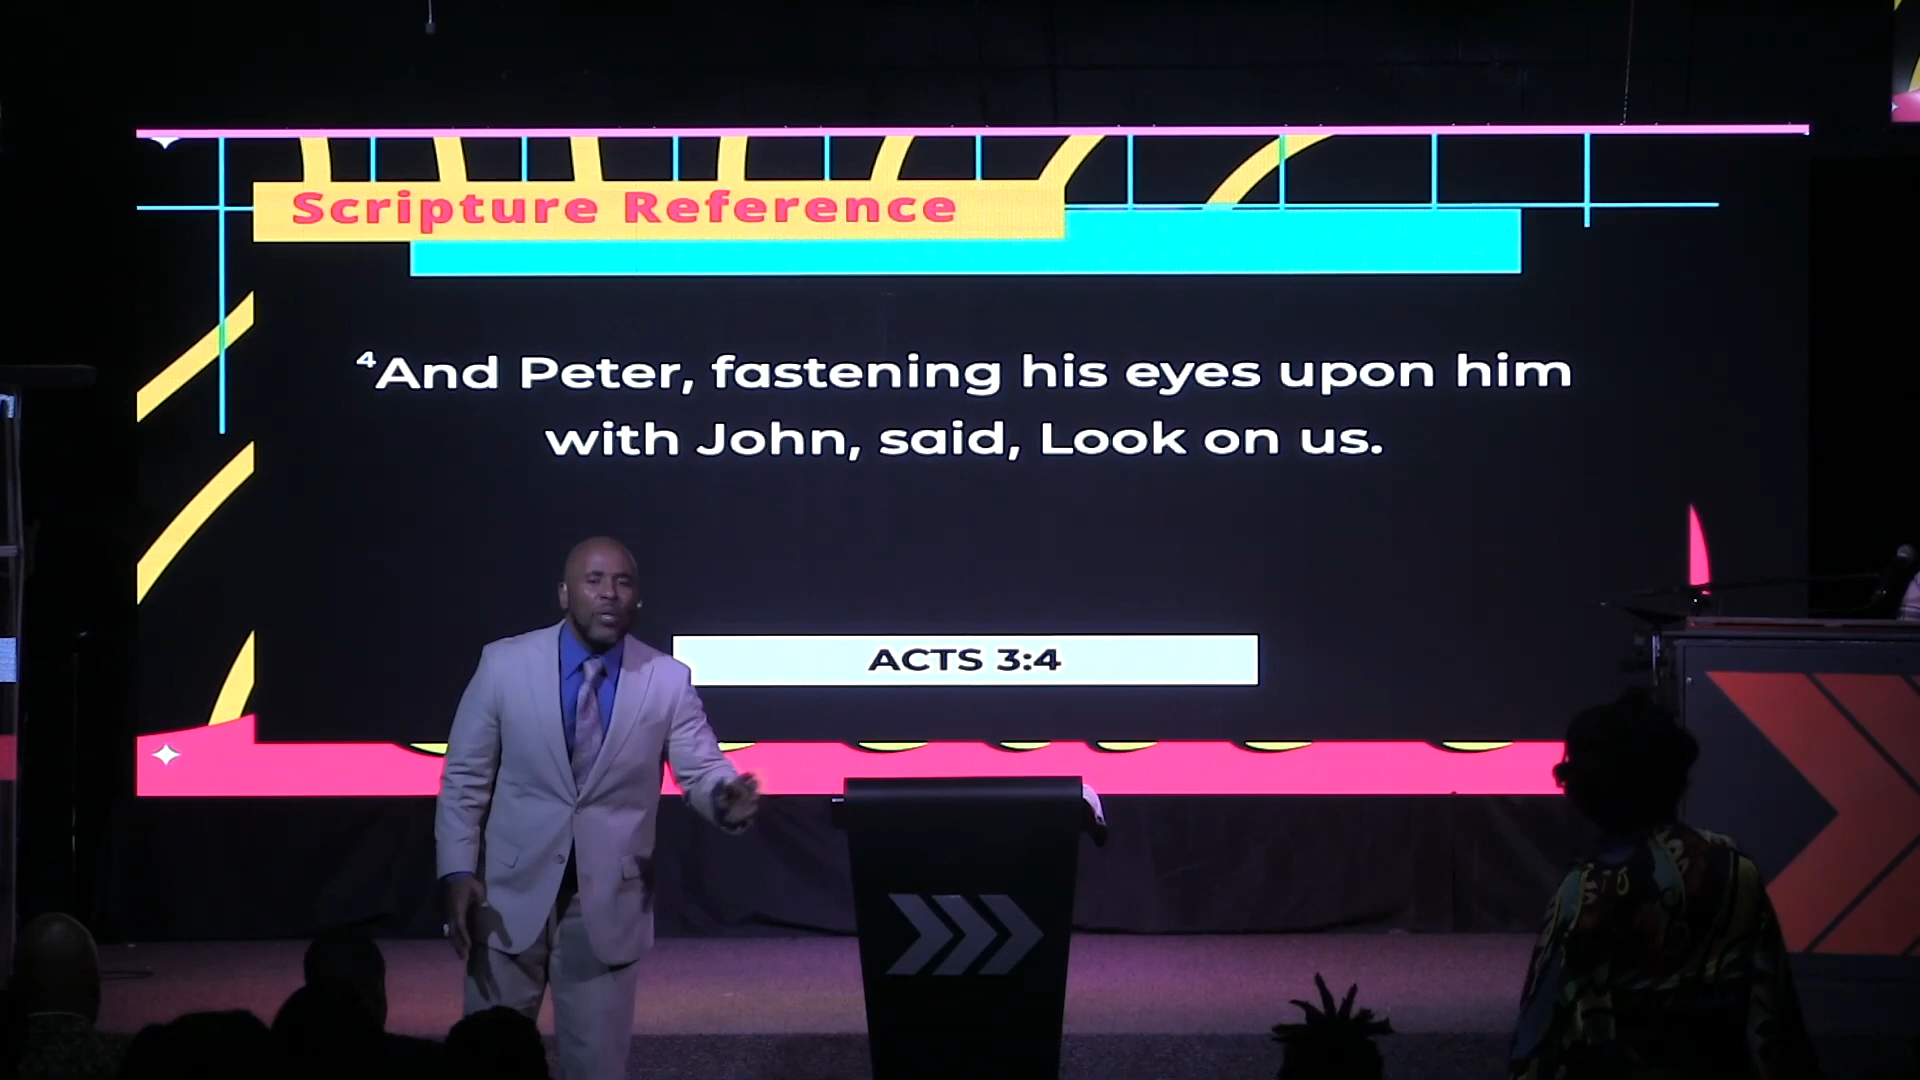 Scripture Reference
⁴And Peter, fastening his eyes upon him
with John, said, Look on us.
ACTS 3:4